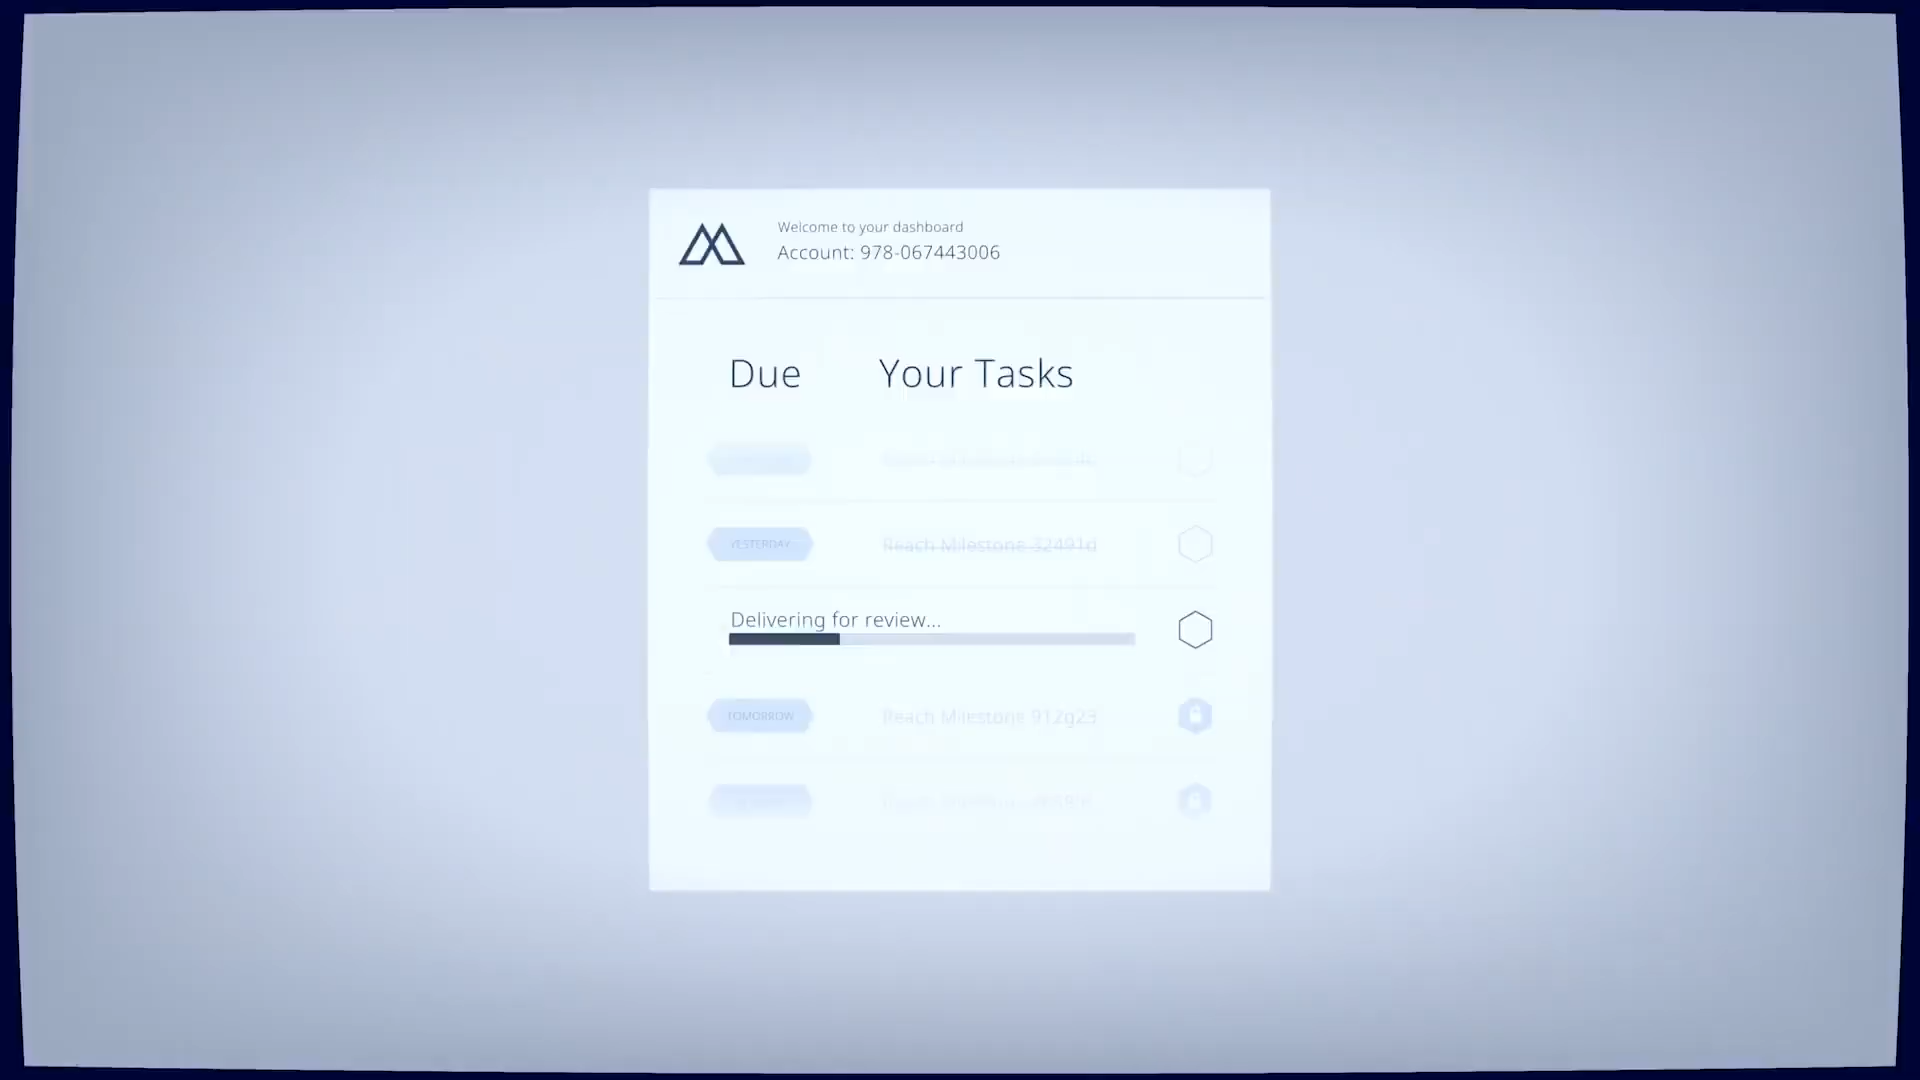 Welcome to your dashboard
Account: 978-067443006
Due
Your Tasks
YESTERDAY
Reach Milestone 32491d
Delivering for review...
TOMORROW
Reach Milestone 912g23